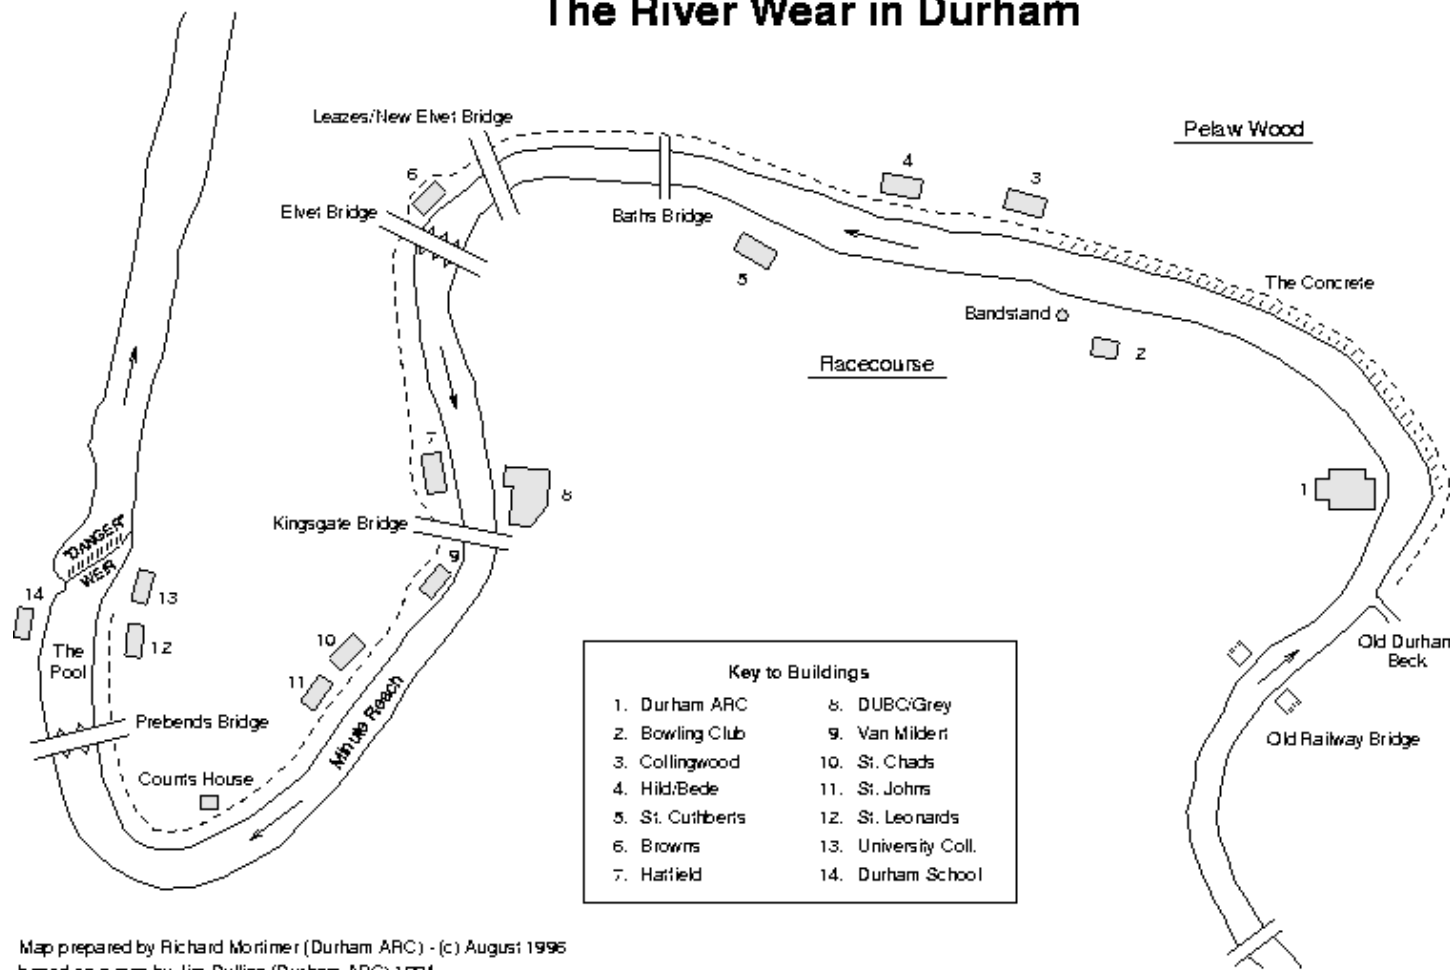 The River Wear in Durham
Leazes/New Elvet Bridge
Pelaw Wood
4
3
6
Elvet Bridge
Baths Bridge
5
The Concrete
Bandstand
2
Racecourse
7
1
8
Kingsgate Bridge
"DANGER"
WEIR
9
14
13
10
12
The
Pool
11
Old Durham
Beck
Minute Reach
Prebends Bridge
Old Railway Bridge
Counts House
Key to Buildings
1. Durham ARC
2. Bowling Club
3. Collingwood
4. Hild/Bede
5. St. Cuthberts
6. Browns
7. Hatfield
8. DUBC/Grey
9. Van Mildert
10. St. Chads
11. St. Johns
12. St. Leonards
13. University Coll.
14. Durham School
Map prepared by Richard Mortimer (Durham ARC) - (c) August 1996